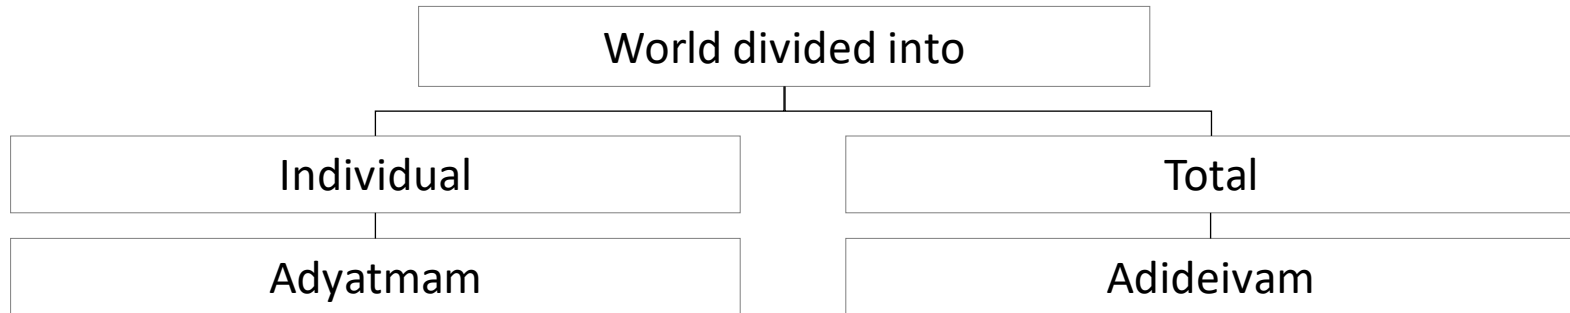 World divided into
Individual
Total
Adyatmam
Adideivam